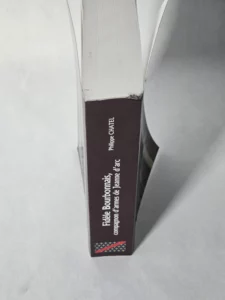 Fidèle Bourbonnais,
compagnon d'armes de Jeanne d'arc
Philippe CHATEL